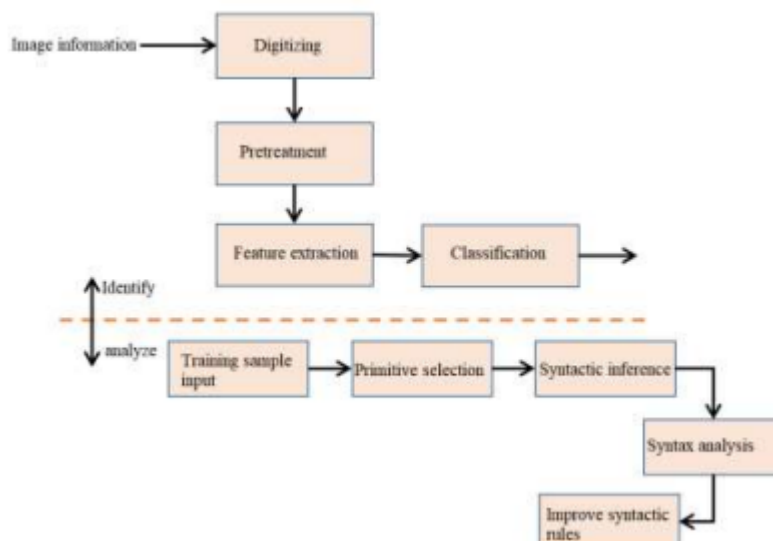 Image information
Digitizing
Pretreatment
Feature extraction
Classification
Identify
analyze
Training sample
input
Primitive selection
Syntactic inference
Syntax analysis
Improve syntactic
rules